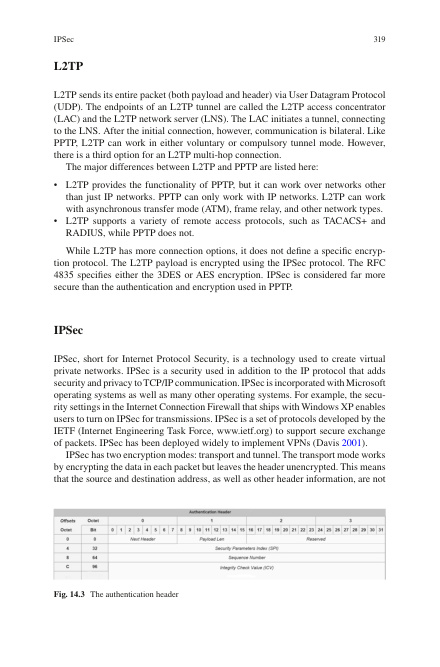 IPSec 319
L2TP
L2TP sends its entire packet (both payload and header) via User Datagram Protocol
(UDP). The endpoints of an L2TP tunnel are called the L2TP access concentrator
(LAC) and the L2TP network server (LNS). The LAC initiates a tunnel, connecting
to the LNS. After the initial connection, however, communication is bilateral. Like
PPTP, L2TP can work in either voluntary or compulsory tunnel mode. However,
there is a third option for an L2TP multi-hop connection.
The major differences between L2TP and PPTP are listed here:
• L2TP provides the functionality of PPTP, but it can work over networks other
than just IP networks. PPTP can only work with IP networks. L2TP can work
with asynchronous transfer mode (ATM), frame relay, and other network types.
• L2TP supports a variety of remote access protocols, such as TACACS+ and
RADIUS, while PPTP does not.
While L2TP has more connection options, it does not define a specific encryp-
tion protocol. The L2TP payload is encrypted using the IPSec protocol. The RFC
4835 specifies either the 3DES or AES encryption. IPSec is considered far more
secure than the authentication and encryption used in PPTP.
IPSec
IPSec, short for Internet Protocol Security, is a technology used to create virtual
private networks. IPSec is a security used in addition to the IP protocol that adds
security and privacy to TCP/IP communication. IPSec is incorporated with Microsoft
operating systems as well as many other operating systems. For example, the secu-
rity settings in the Internet Connection Firewall that ships with Windows XP enables
users to turn on IPSec for transmissions. IPSec is a set of protocols developed by the
IETF (Internet Engineering Task Force, www.ietf.org) to support secure exchange
of packets. IPSec has been deployed widely to implement VPNs (Davis 2001).
IPSec has two encryption modes: transport and tunnel. The transport mode works
by encrypting the data in each packet but leaves the header unencrypted. This means
that the source and destination address, as well as other header information, are not
Authentication Header
Offsets Octet 0 1 2 3
Octet Bit 0 1 2 3 4 5 6 7 8 9 10 11 12 13 14 15 16 17 18 19 20 21 22 23 24 25 26 27 28 29 30 31
0 0 Next Header Payload Len Reserved
4 32 Security Parameters Index (SPI)
8 64 Sequence Number
C 96 Integrity Check Value (ICV)
Fig. 14.3 The authentication header